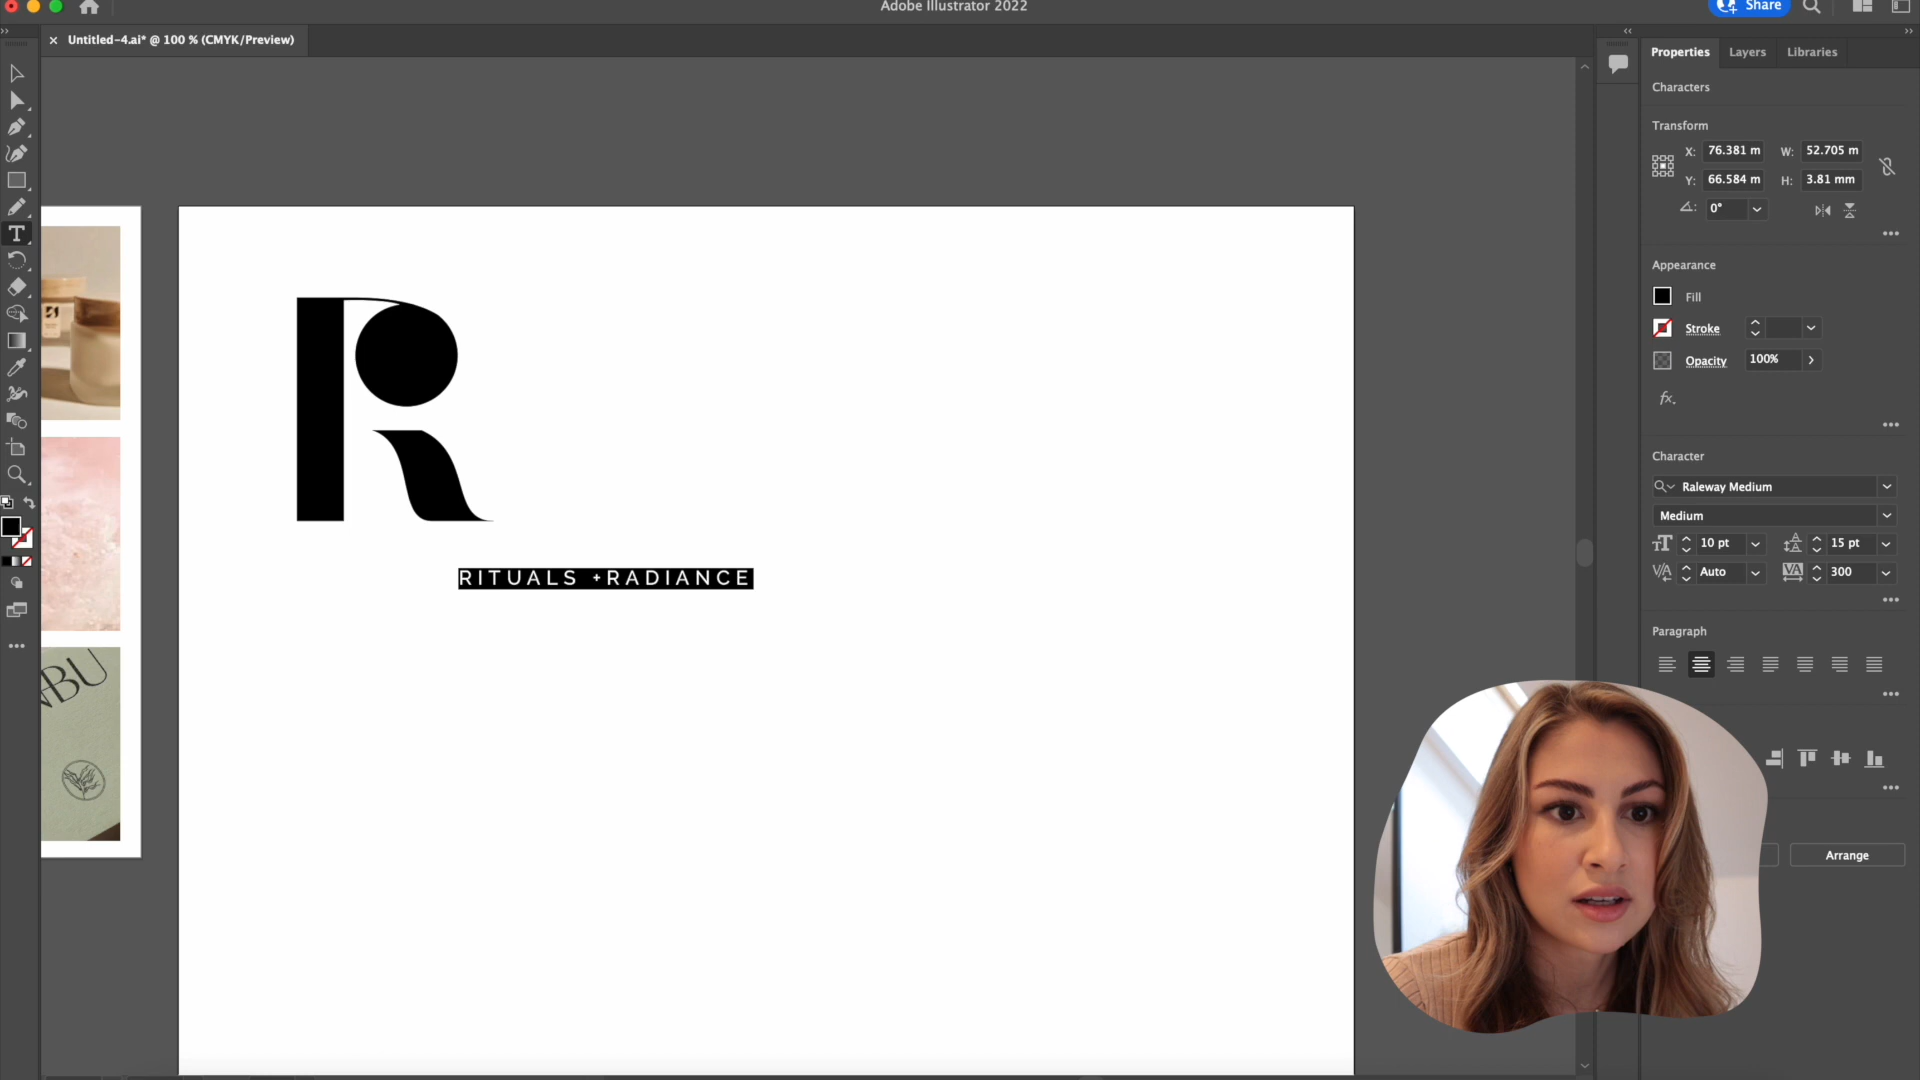 Adobe Illustrator 2022
Share
Untitled-4.ai* @ 100 % (CMYK/Preview)
Properties
Layers
Libraries
Characters
Transform
X:
76.381 m
W:
52.705 m
Y:
66.584 m
H:
3.81 mm
0°
Appearance
Fill
Stroke
Opacity
100%
fx.
Character
Raleway Medium
Medium
10 pt
15 pt
Auto
300
Paragraph
Arrange
R
RITUALS +RADIANCE